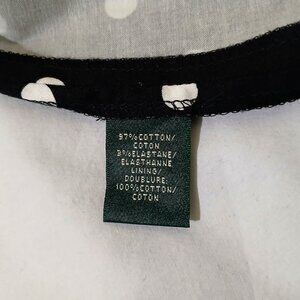 97%COTTON/
COTON
3%ELASTANE/
ELASTHANNE
LINING/
DOUBLURE:
100%COTTON/
COTON